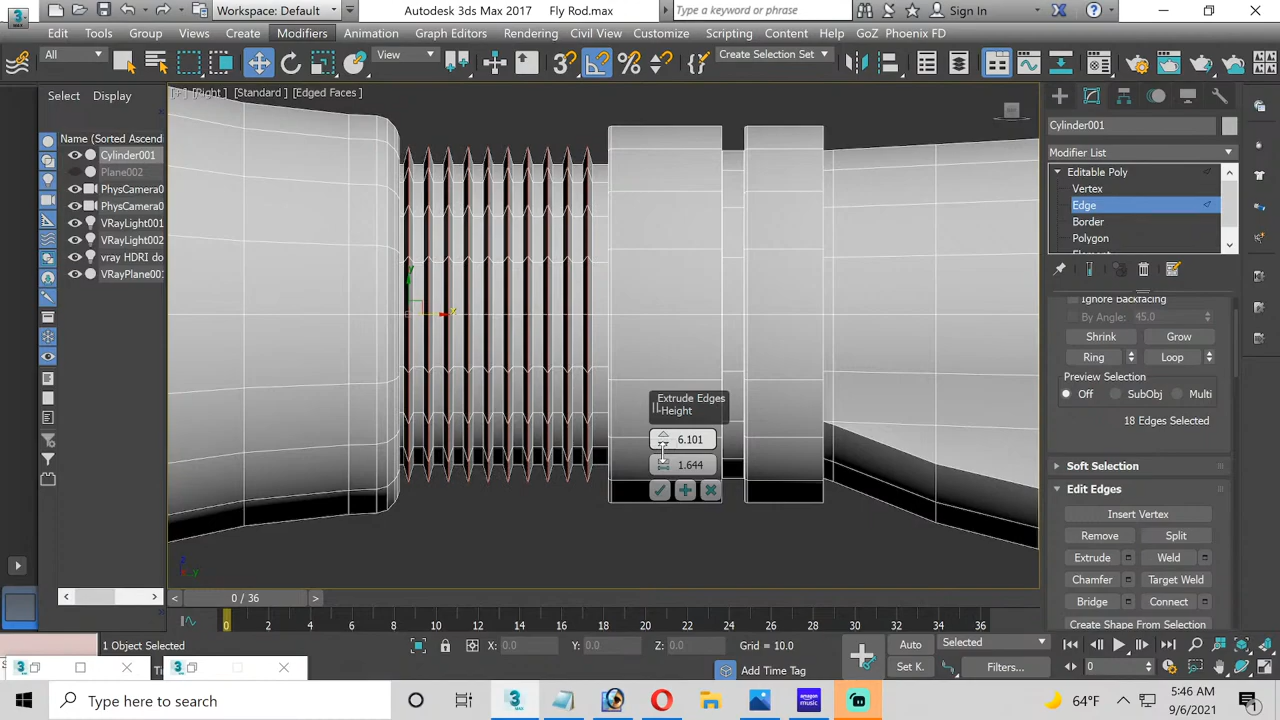 Workspace: Default
Autodesk 3ds Max 2017
Fly Rod.max
Type a keyword or phrase
Sign In
Edit
Tools
Group
Views
Create
Modifiers
Animation
Graph Editors
Rendering
Civil View
Customize
Scripting
Content
Help
GoZ
Phoenix FD
All
View
Create Selection Set
Select
Display
[+] [Right] [Standard] [Edged Faces]
Name (Sorted Ascend
Cylinder001
Plane002
PhysCamera0
PhysCamera0
VRayLight001
VRayLight002
vray HDRI do
VRayPlane001
Cylinder001
Modifier List
Editable Poly
Vertex
Edge
Border
Polygon
Ignore Backfacing
By Angle: 45.0
Shrink
Grow
Ring
Loop
Preview Selection
Off
SubObj
Multi
18 Edges Selected
Soft Selection
Edit Edges
Insert Vertex
Remove
Split
Extrude
Weld
Chamfer
Target Weld
Bridge
Connect
Create Shape From Selection
Extrude Edges
Height
6.101
1.644
0 / 36
0 2 4 6 8 10 12 14 16 18 20 22 24 26 28 30 32 34 36
1 Object Selected
X: 0.0
Y: 0.0
Z: 0.0
Grid = 10.0
Add Time Tag
Auto
Selected
Set K.
Filters...
0
Type here to search
amazon music
64°F
5:46 AM
9/6/2021